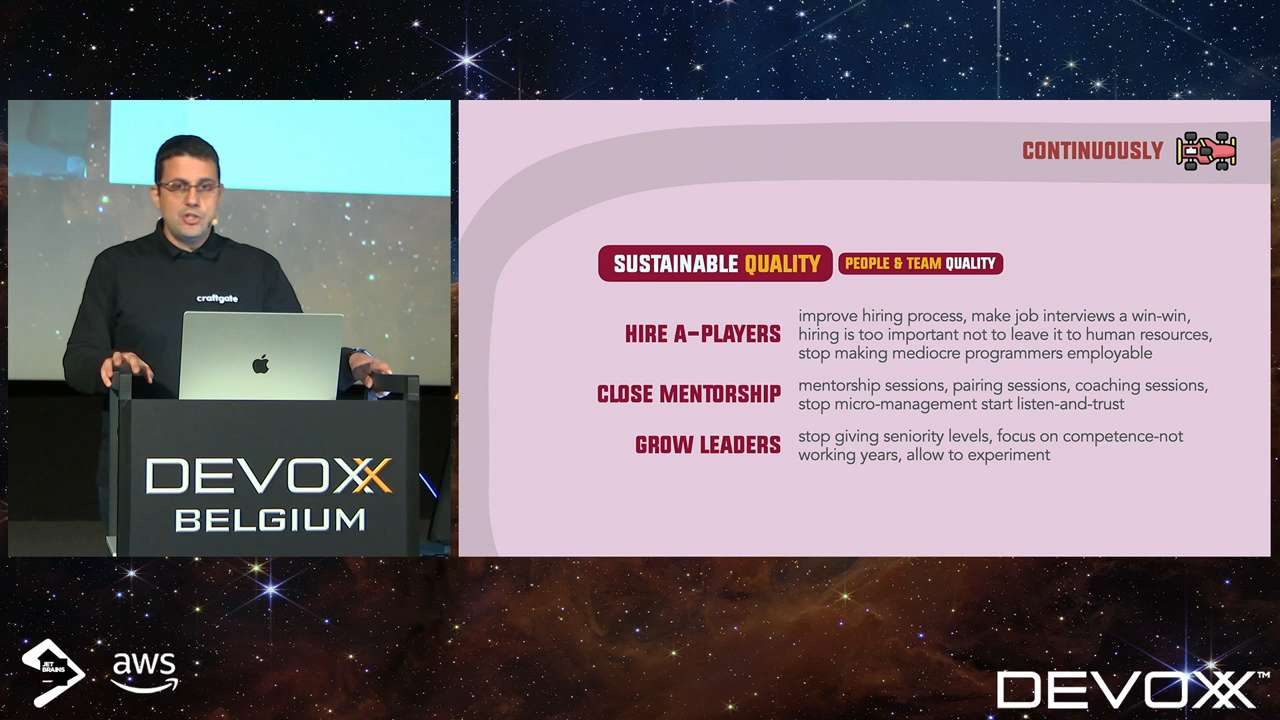 craftgate
DEVOXX
BELGIUM
CONTINUOUSLY
SUSTAINABLE QUALITY
PEOPLE & TEAM QUALITY
HIRE A-PLAYERS
improve hiring process, make job interviews a win-win,
hiring is too important not to leave it to human resources,
stop making mediocre programmers employable
CLOSE MENTORSHIP
mentorship sessions, pairing sessions, coaching sessions,
stop micro-management start listen-and-trust
GROW LEADERS
stop giving seniority levels, focus on competence-not
working years, allow to experiment
JET
BRAINS
aws
DEVOXX™